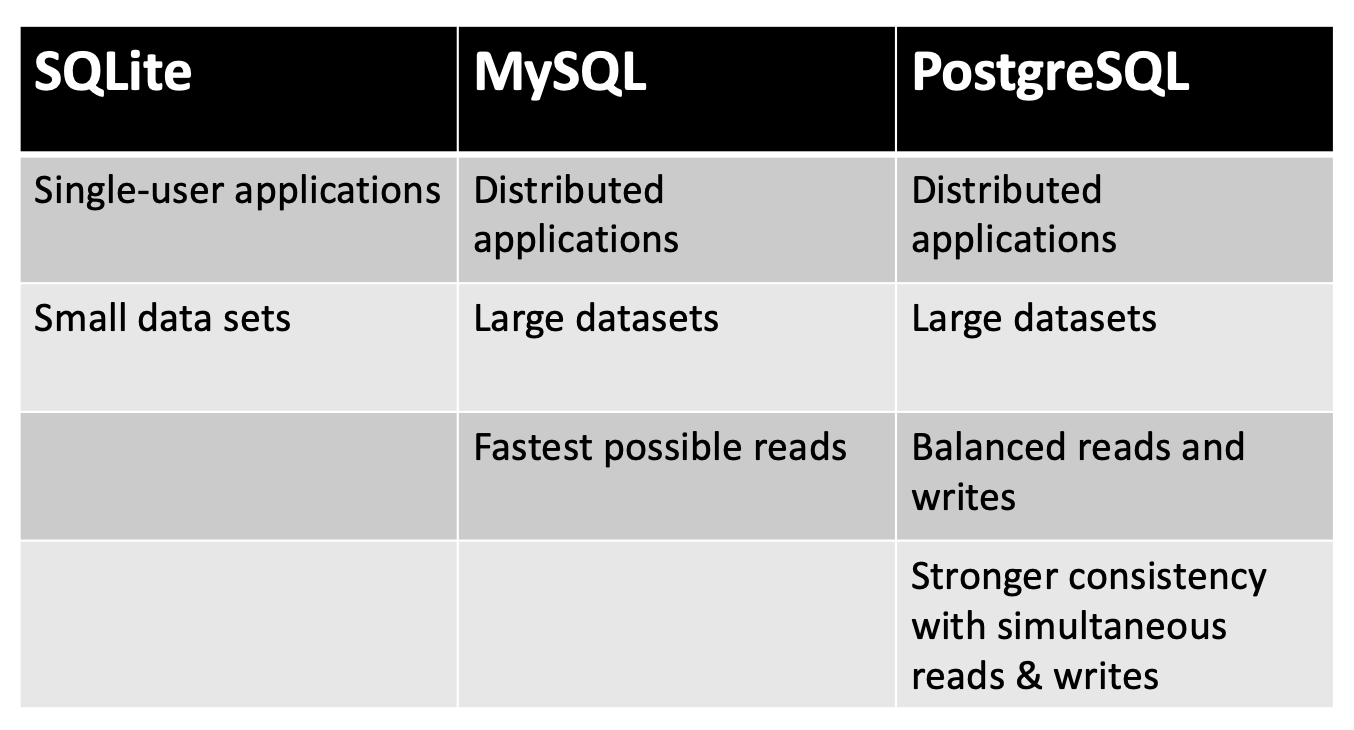 SQLite
MySQL
PostgreSQL
Single-user applications
Distributed
applications
Distributed
applications
Small data sets
Large datasets
Large datasets
Fastest possible reads
Balanced reads and
writes
Stronger consistency
with simultaneous
reads & writes